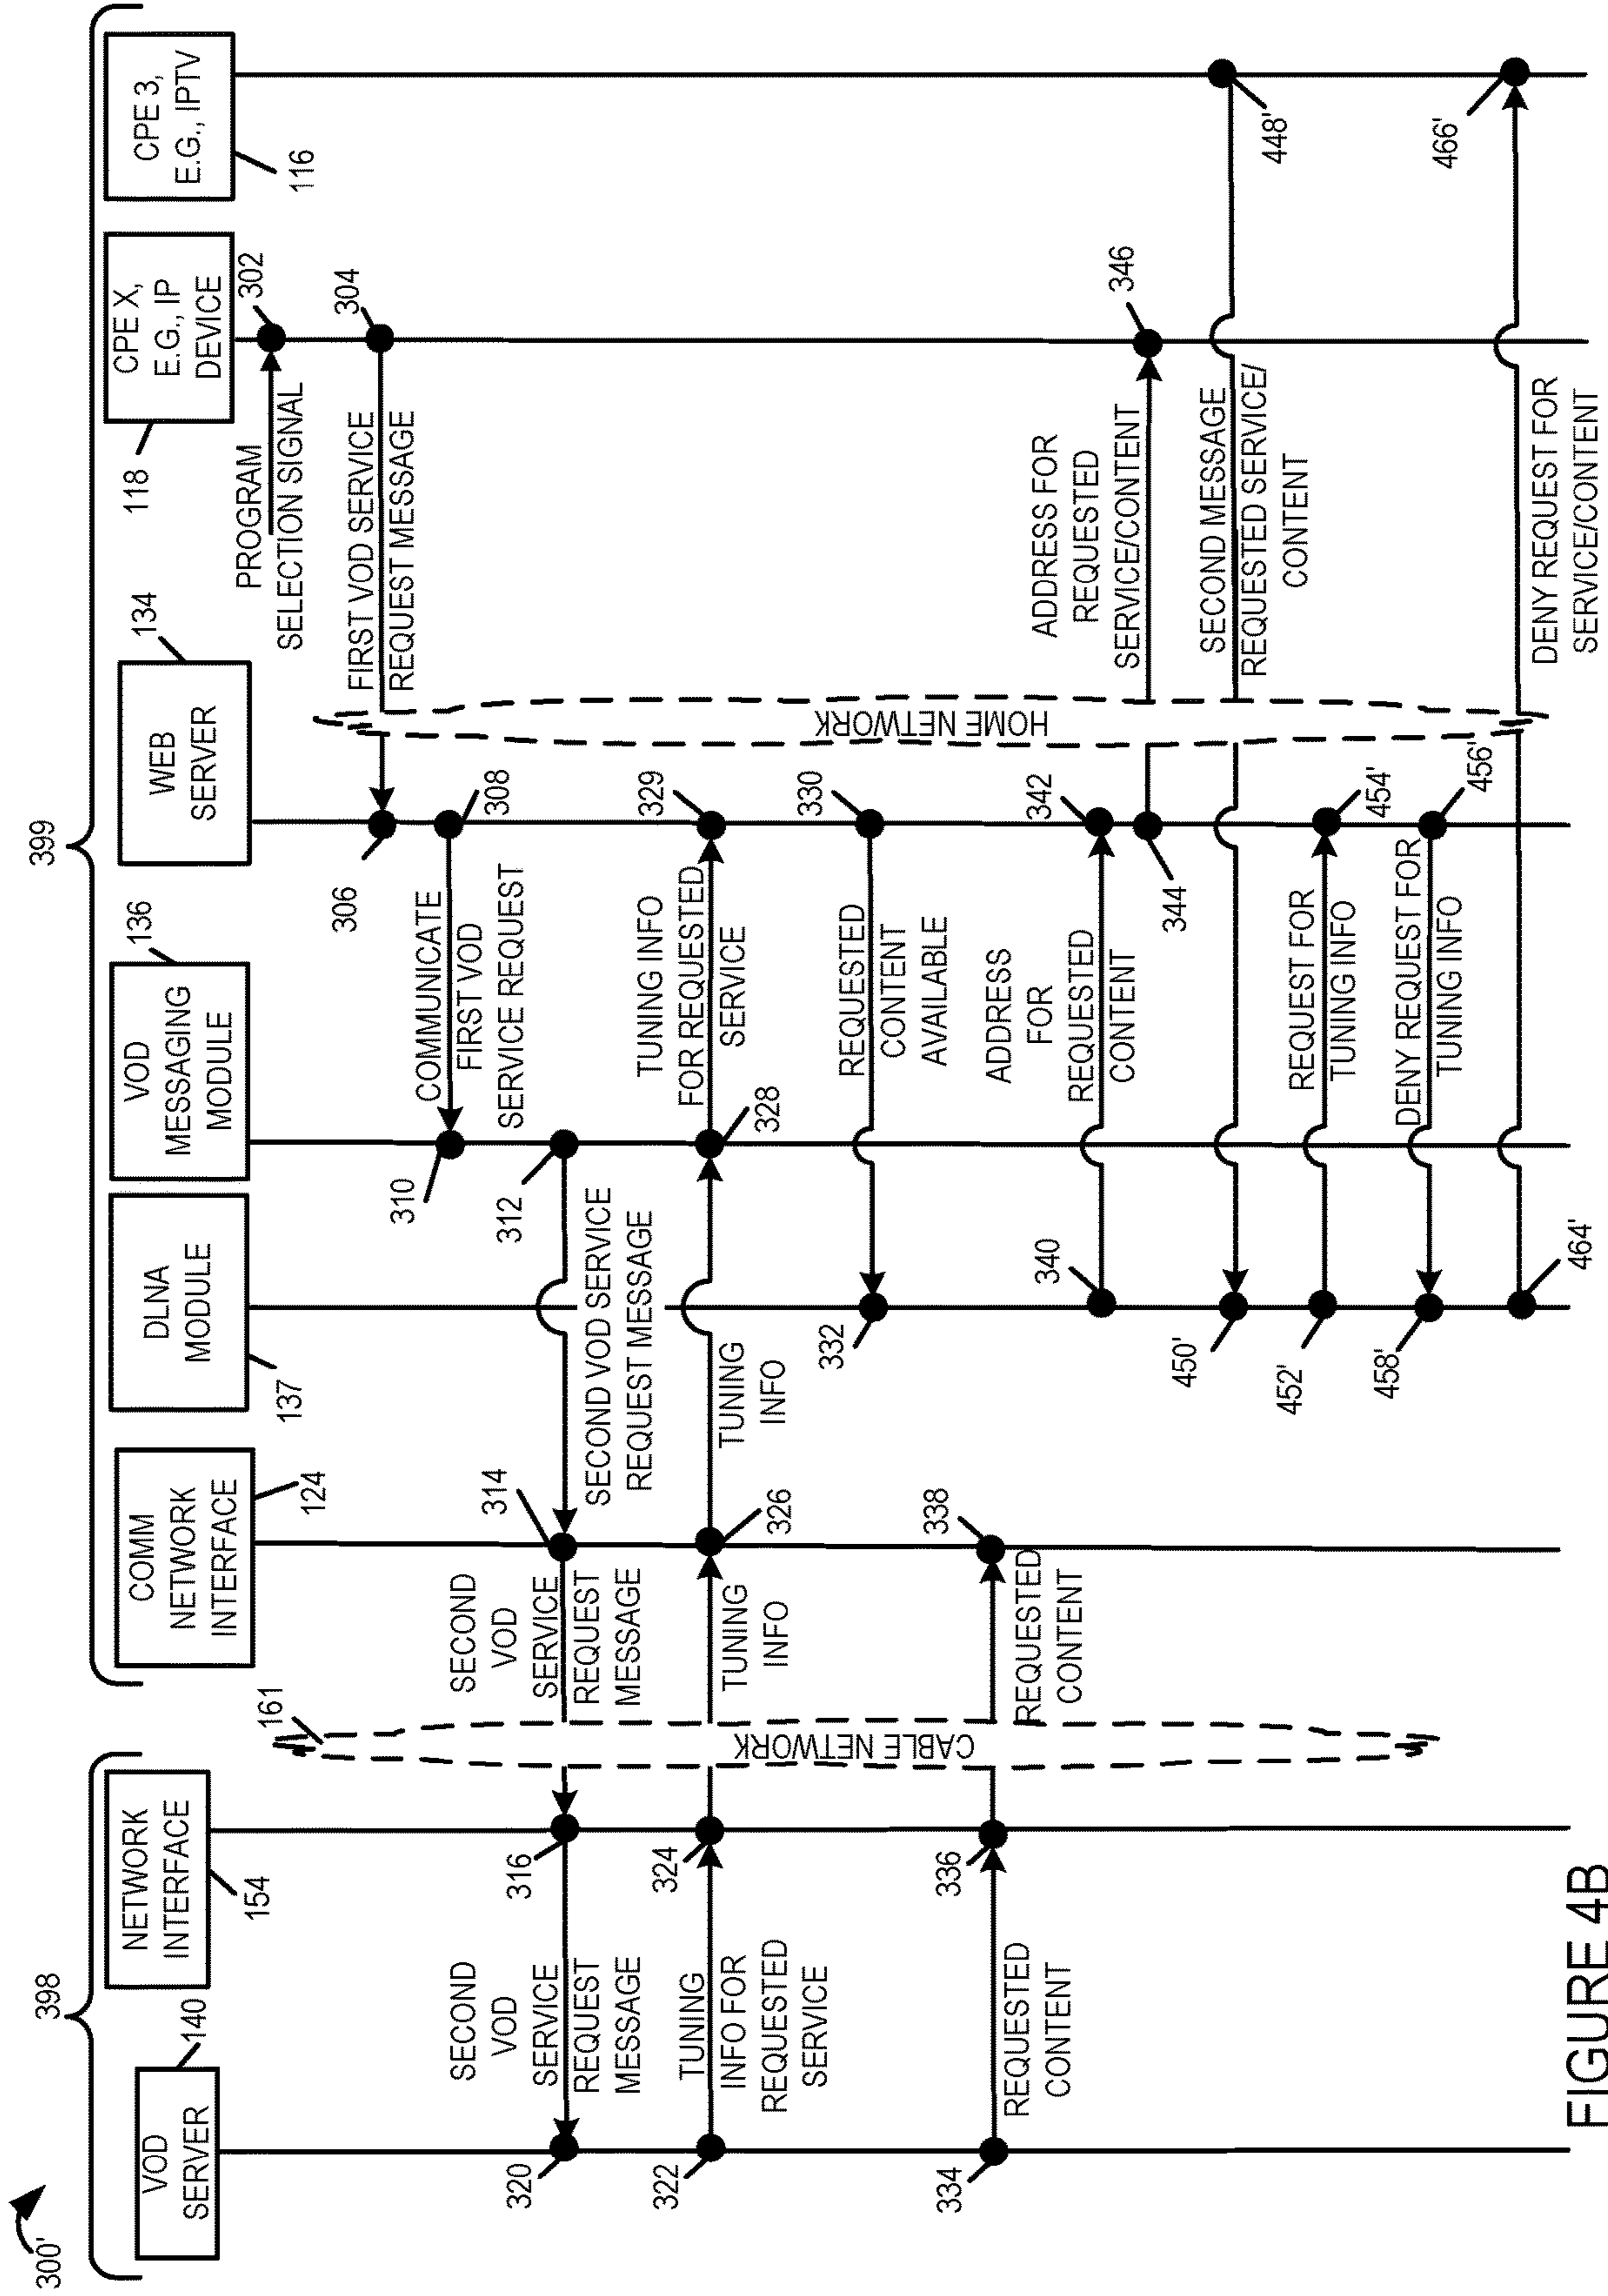 300'
398
399
VOD
SERVER
140
NETWORK
INTERFACE
154
161
COMM
NETWORK
INTERFACE
124
DLNA
MODULE
137
VOD
MESSAGING
MODULE
136
WEB
SERVER
134
CPE X,
E.G., IP
DEVICE
118
CPE 3,
E.G., IPTV
116
PROGRAM
SELECTION SIGNAL
302
FIRST VOD SERVICE
REQUEST MESSAGE
304
306
COMMUNICATE
FIRST VOD
SERVICE REQUEST
308
310
312
SECOND VOD SERVICE
REQUEST MESSAGE
314
SECOND
VOD
SERVICE
REQUEST
MESSAGE
316
SECOND
VOD
SERVICE
REQUEST
MESSAGE
320
322
TUNING
INFO FOR
REQUESTED
SERVICE
324
TUNING
INFO
326
TUNING
INFO
328
TUNING INFO
FOR REQUESTED
SERVICE
329
330
REQUESTED
CONTENT
AVAILABLE
332
334
REQUESTED
CONTENT
336
REQUESTED
CONTENT
338
340
ADDRESS
FOR
REQUESTED
CONTENT
342
344
ADDRESS FOR
REQUESTED
SERVICE/CONTENT
346
SECOND MESSAGE
REQUESTED SERVICE/
CONTENT
448'
450'
452'
REQUEST FOR
TUNING INFO
454'
456'
DENY REQUEST FOR
TUNING INFO
458'
464'
DENY REQUEST FOR
SERVICE/CONTENT
466'
CABLE NETWORK
HOME NETWORK
FIGURE 4B